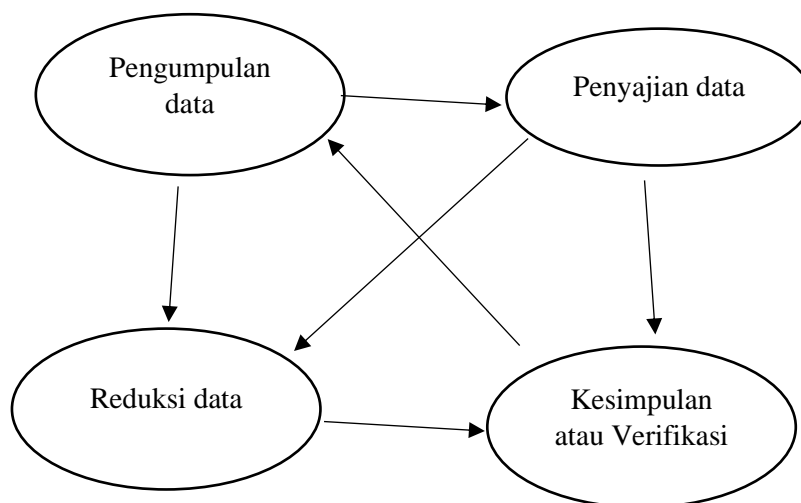 Pengumpulan
data
Penyajian data
Reduksi data
Kesimpulan
atau Verifikasi